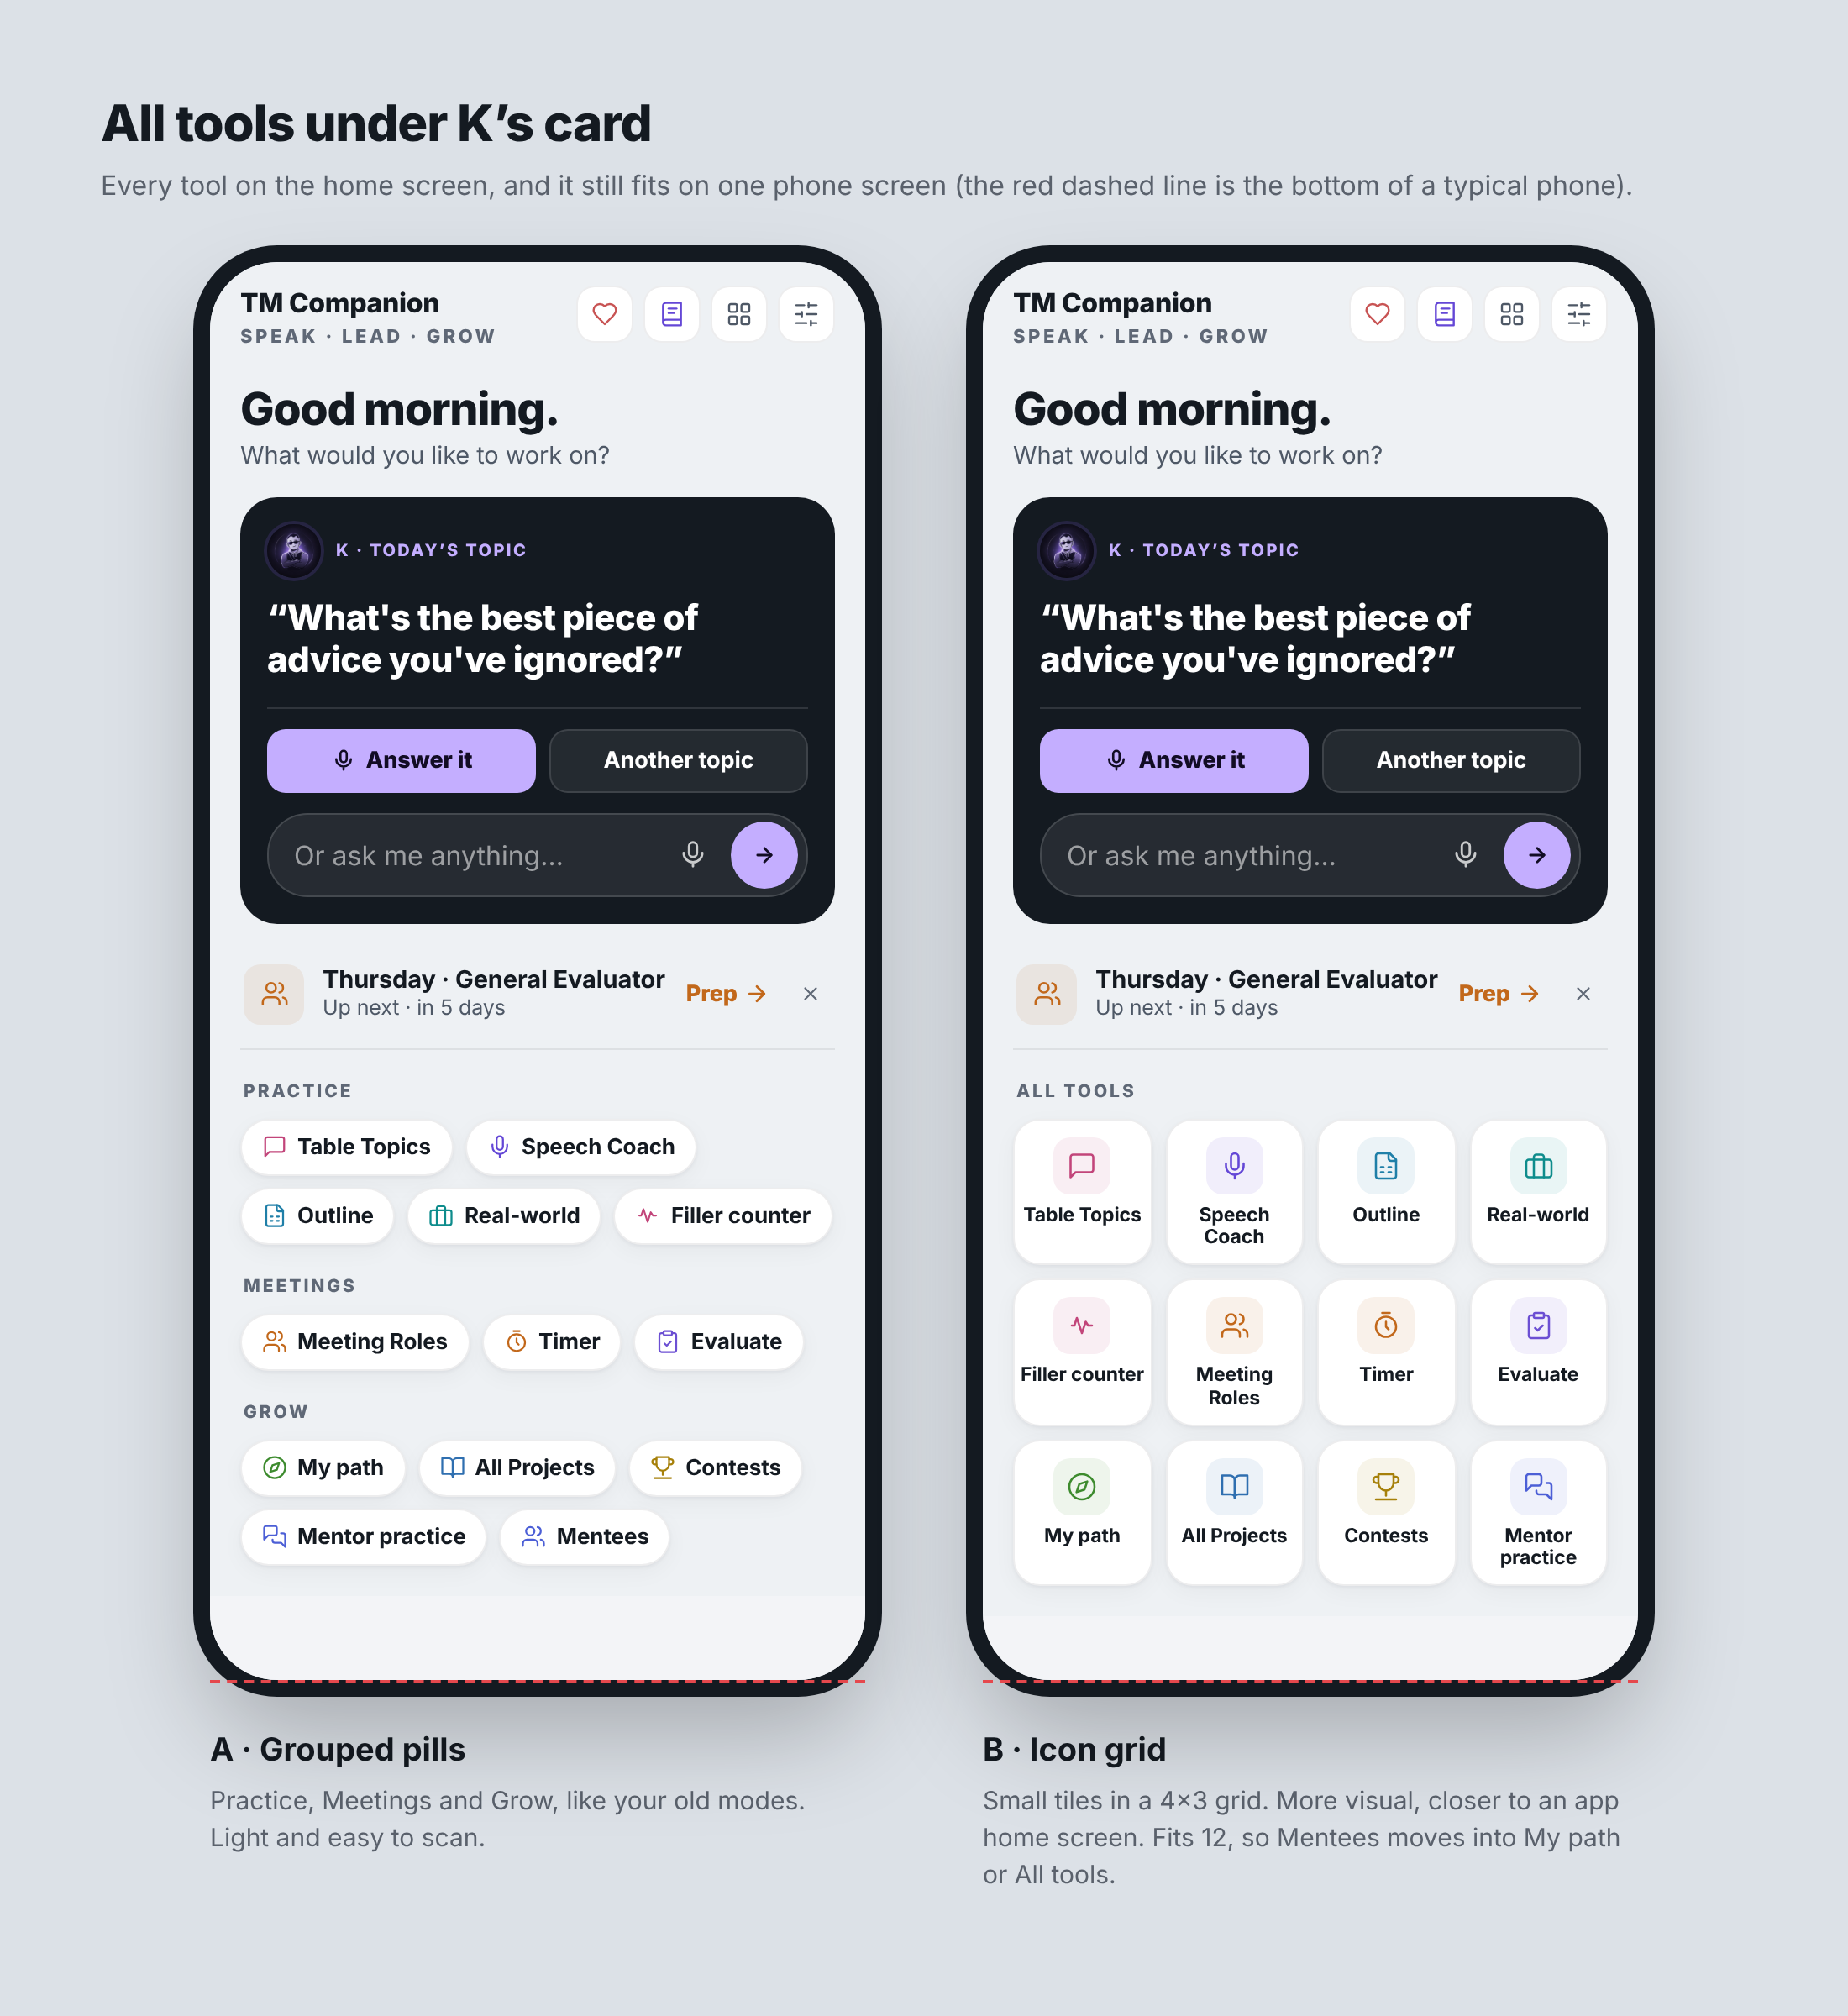 All tools under K’s card
Every tool on the home screen, and it still fits on one phone screen (the red dashed line is the bottom of a typical phone).
TM Companion
SPEAK · LEAD · GROW
Good morning.
What would you like to work on?
K · TODAY’S TOPIC
“What's the best piece of
advice you've ignored?”
Answer it
Another topic
Or ask me anything...
Thursday · General Evaluator
Up next · in 5 days
Prep →
PRACTICE
Table Topics
Speech Coach
Outline
Real-world
Filler counter
MEETINGS
Meeting Roles
Timer
Evaluate
GROW
My path
All Projects
Contests
Mentor practice
Mentees
A · Grouped pills
Practice, Meetings and Grow, like your old modes.
Light and easy to scan.
TM Companion
SPEAK · LEAD · GROW
Good morning.
What would you like to work on?
K · TODAY’S TOPIC
“What's the best piece of
advice you've ignored?”
Answer it
Another topic
Or ask me anything...
Thursday · General Evaluator
Up next · in 5 days
Prep →
ALL TOOLS
Table Topics
Speech
Coach
Outline
Real-world
Filler counter
Meeting
Roles
Timer
Evaluate
My path
All Projects
Contests
Mentor
practice
B · Icon grid
Small tiles in a 4×3 grid. More visual, closer to an app
home screen. Fits 12, so Mentees moves into My path
or All tools.